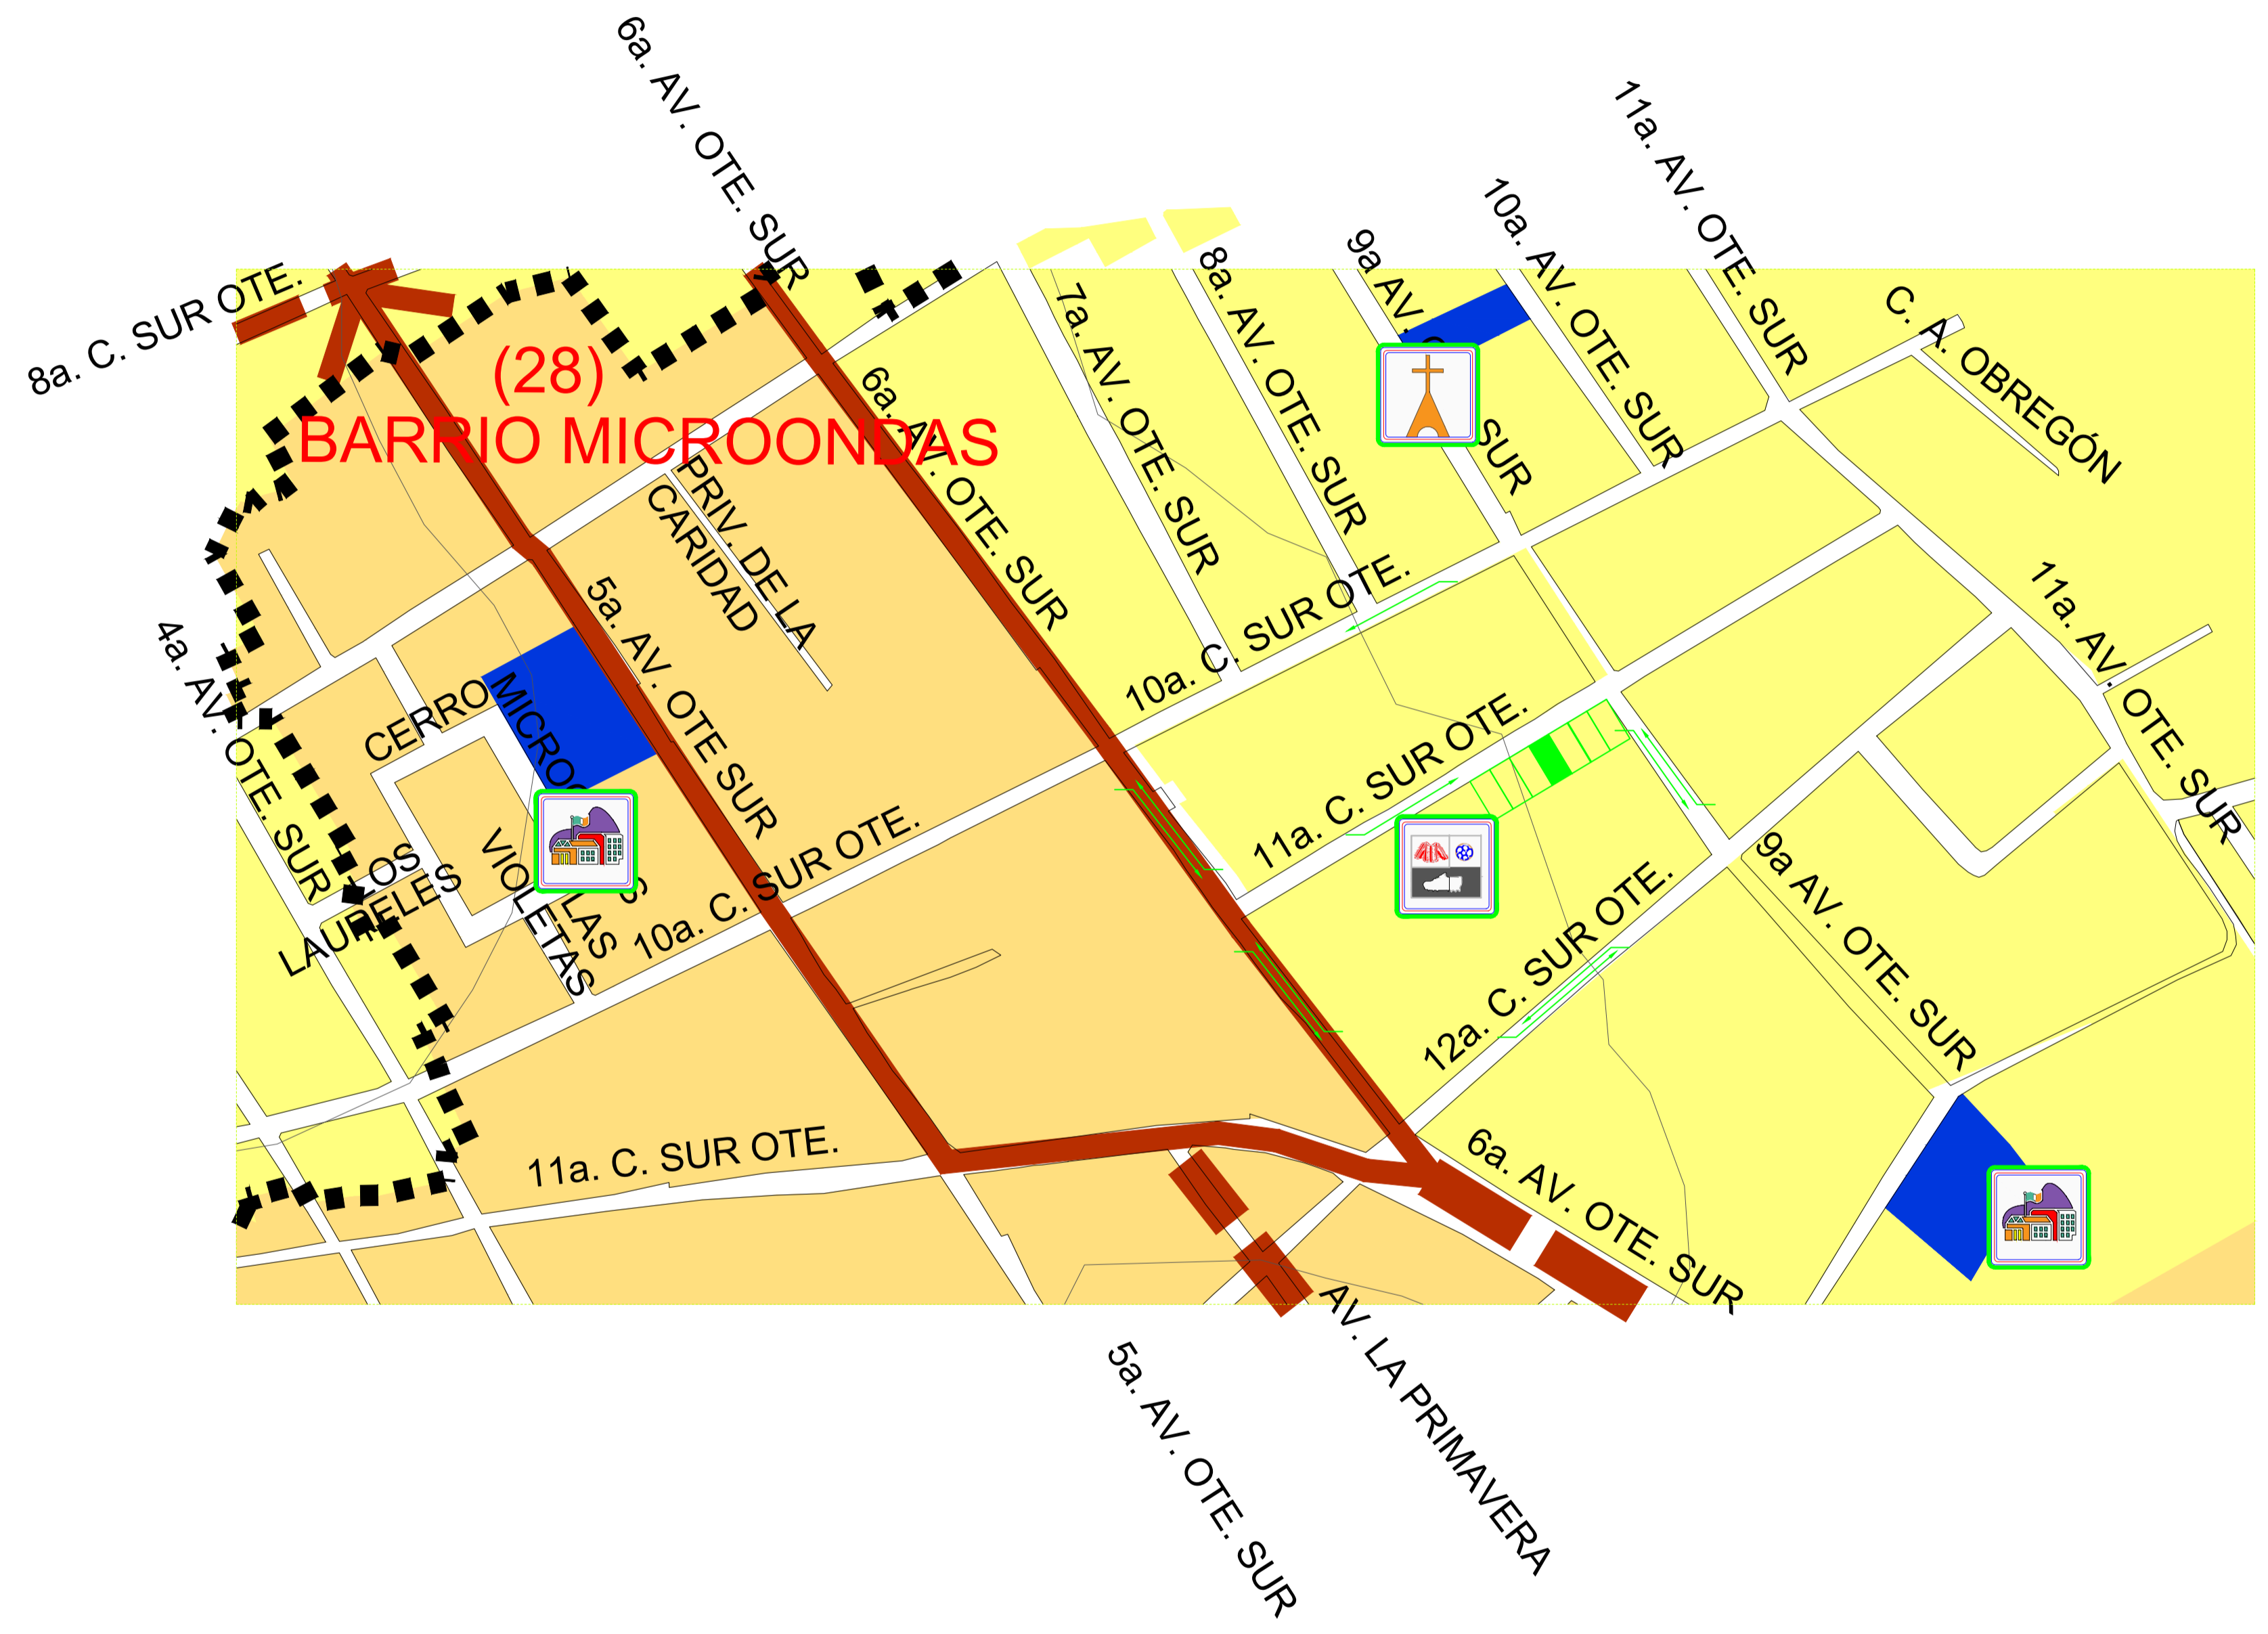 6a. AV. OTE. SUR
11a. AV. OTE. SUR
10a. AV. OTE. SUR
9a AV.
SUR
8a. AV. OTE. SUR
7a. AV. OTE. SUR
C. A. OBREGÓN
8a. C. SUR OTE.
(28)
BARRIO MICROONDAS
6a. AV. OTE. SUR
PRIV. DE LA
CARIDAD
5a. AV. OTE SUR
4a. AV. OTE. SUR
CERRO
LOS
LAURELES
LAS
VIOLETAS
10a. C. SUR OTE.
10a. C. SUR OTE.
11a. C. SUR OTE.
12a. C. SUR OTE.
11a. AV. OTE. SUR
9a AV. OTE. SUR
11a. C. SUR OTE.
6a. AV. OTE. SUR
AV. LA PRIMAVERA
5a. AV. OTE. SUR